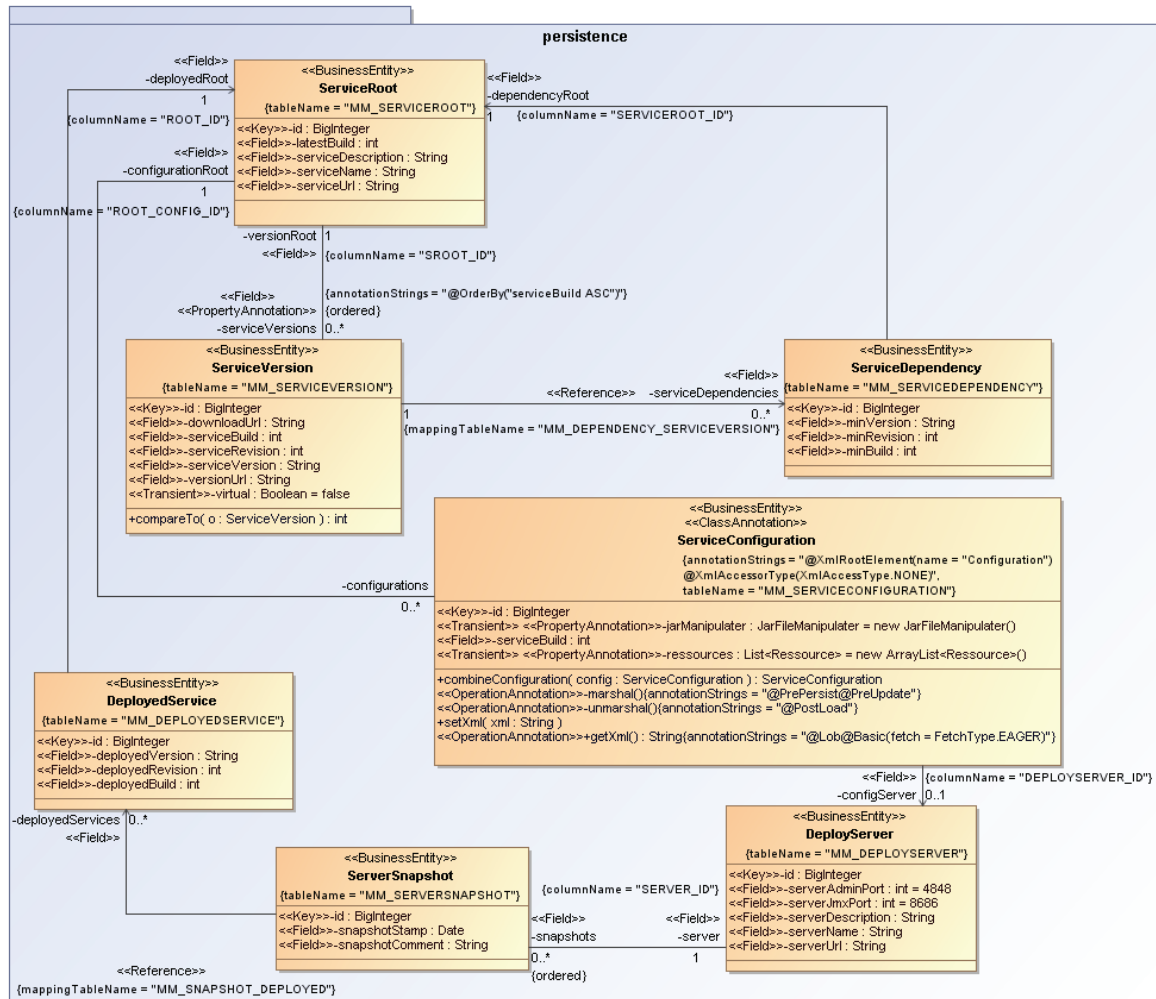 persistence
<<Field>>
-deployedRoot
1
{columnName = "ROOT_ID"}
<<Field>>
-configurationRoot
1
{columnName = "ROOT_CONFIG_ID"}
<<BusinessEntity>>
ServiceRoot
{tableName = "MM_SERVICEROOT"}
<<Key>>-id : BigInteger
<<Field>>-latestBuild : int
<<Field>>-serviceDescription : String
<<Field>>-serviceName : String
<<Field>>-serviceUrl : String
<<Field>>
-dependencyRoot
1
{columnName = "SERVICEROOT_ID"}
-versionRoot 1
<<Field>> {columnName = "SROOT_ID"}
<<Field>> {annotationStrings = "@OrderBy("serviceBuild ASC")"}
<<PropertyAnnotation>> {ordered}
-serviceVersions 0..*
<<BusinessEntity>>
ServiceVersion
{tableName = "MM_SERVICEVERSION"}
<<Key>>-id : BigInteger
<<Field>>-downloadUrl : String
<<Field>>-serviceBuild : int
<<Field>>-serviceRevision : int
<<Field>>-serviceVersion : String
<<Field>>-versionUrl : String
<<Transient>>-virtual : Boolean = false
+compareTo( o : ServiceVersion ) : int
<<Field>>
<<Reference>> -serviceDependencies
1 0..*
{mappingTableName = "MM_DEPENDENCY_SERVICEVERSION"}
<<BusinessEntity>>
ServiceDependency
{tableName = "MM_SERVICEDEPENDENCY"}
<<Key>>-id : BigInteger
<<Field>>-minVersion : String
<<Field>>-minRevision : int
<<Field>>-minBuild : int
-configurations
0..*
<<BusinessEntity>>
<<ClassAnnotation>>
ServiceConfiguration
{annotationStrings = "@XmlRootElement(name = "Configuration")
@XmlAccessorType(XmlAccessType.NONE)",
tableName = "MM_SERVICECONFIGURATION"}
<<Key>>-id : BigInteger
<<Transient>> <<PropertyAnnotation>>-jarManipulater : JarFileManipulater = new JarFileManipulater()
<<Field>>-serviceBuild : int
<<Transient>> <<PropertyAnnotation>>-ressources : List<Ressource> = new ArrayList<Ressource>()
+combineConfiguration( config : ServiceConfiguration ) : ServiceConfiguration
<<OperationAnnotation>>-marshal(){annotationStrings = "@PrePersist@PreUpdate"}
<<OperationAnnotation>>-unmarshal(){annotationStrings = "@PostLoad"}
+setXml( xml : String )
<<OperationAnnotation>>+getXml() : String{annotationStrings = "@Lob@Basic(fetch = FetchType.EAGER)"}
<<BusinessEntity>>
DeployedService
{tableName = "MM_DEPLOYEDSERVICE"}
<<Key>>-id : BigInteger
<<Field>>-deployedVersion : String
<<Field>>-deployedRevision : int
<<Field>>-deployedBuild : int
-deployedServices 0..*
<<Field>>
<<Field>> {columnName = "DEPLOYSERVER_ID"}
-configServer 0..1
<<BusinessEntity>>
DeployServer
{tableName = "MM_DEPLOYSERVER"}
<<Key>>-id : BigInteger
<<Field>>-serverAdminPort : int = 4848
<<Field>>-serverJmxPort : int = 8686
<<Field>>-serverDescription : String
<<Field>>-serverName : String
<<Field>>-serverUrl : String
<<BusinessEntity>>
ServerSnapshot
{tableName = "MM_SERVERSNAPSHOT"}
<<Key>>-id : BigInteger
<<Field>>-snapshotStamp : Date
<<Field>>-snapshotComment : String
{columnName = "SERVER_ID"}
<<Field>> <<Field>>
-snapshots -server
0..* 1
{ordered}
<<Reference>>
{mappingTableName = "MM_SNAPSHOT_DEPLOYED"}